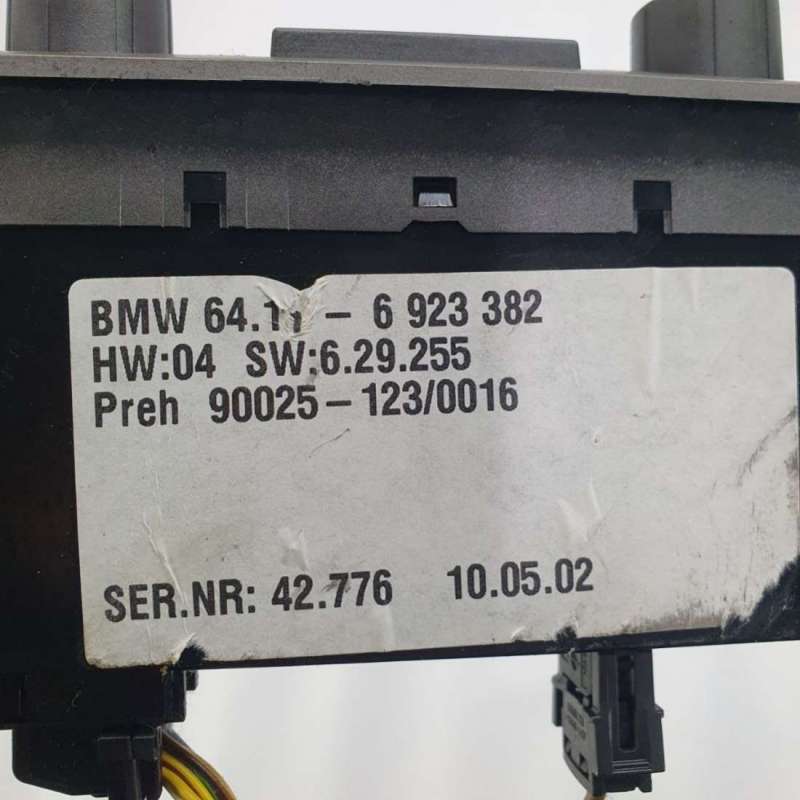 BMW 64.11 – 6 923 382
HW:04 SW:6.29.255
Preh 90025–123/0016
SER.NR: 42.776 10.05.02